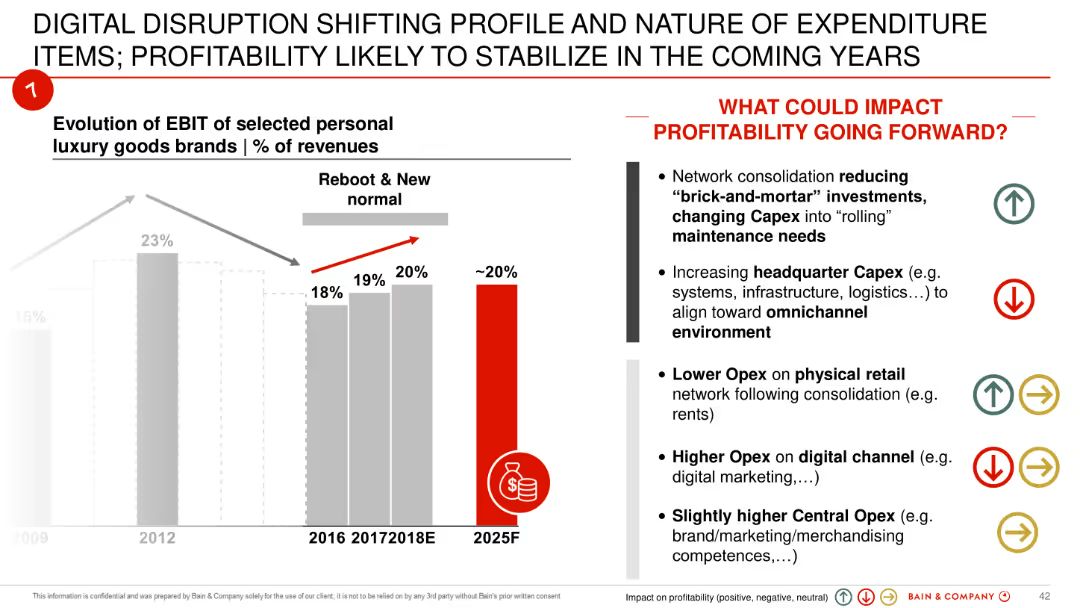 DIGITAL DISRUPTION SHIFTING PROFILE AND NATURE OF EXPENDITURE
ITEMS; PROFITABILITY LIKELY TO STABILIZE IN THE COMING YEARS
7
Evolution of EBIT of selected personal
luxury goods brands | % of revenues
Reboot & New
normal
16%
23%
18%
19%
20%
~20%
2009
2012
2016
2017
2018E
2025F
$
WHAT COULD IMPACT
PROFITABILITY GOING FORWARD?
• Network consolidation reducing
“brick-and-mortar” investments,
changing Capex into “rolling”
maintenance needs
• Increasing headquarter Capex (e.g.
systems, infrastructure, logistics…) to
align toward omnichannel
environment
• Lower Opex on physical retail
network following consolidation (e.g.
rents)
• Higher Opex on digital channel (e.g.
digital marketing,…)
• Slightly higher Central Opex (e.g.
brand/marketing/merchandising
competences,…)
This information is confidential and was prepared by Bain & Company solely for the use of our client; it is not to be relied on by any 3rd party without Bain's prior written consent
Impact on profitability (positive, negative, neutral)
BAIN & COMPANY
42